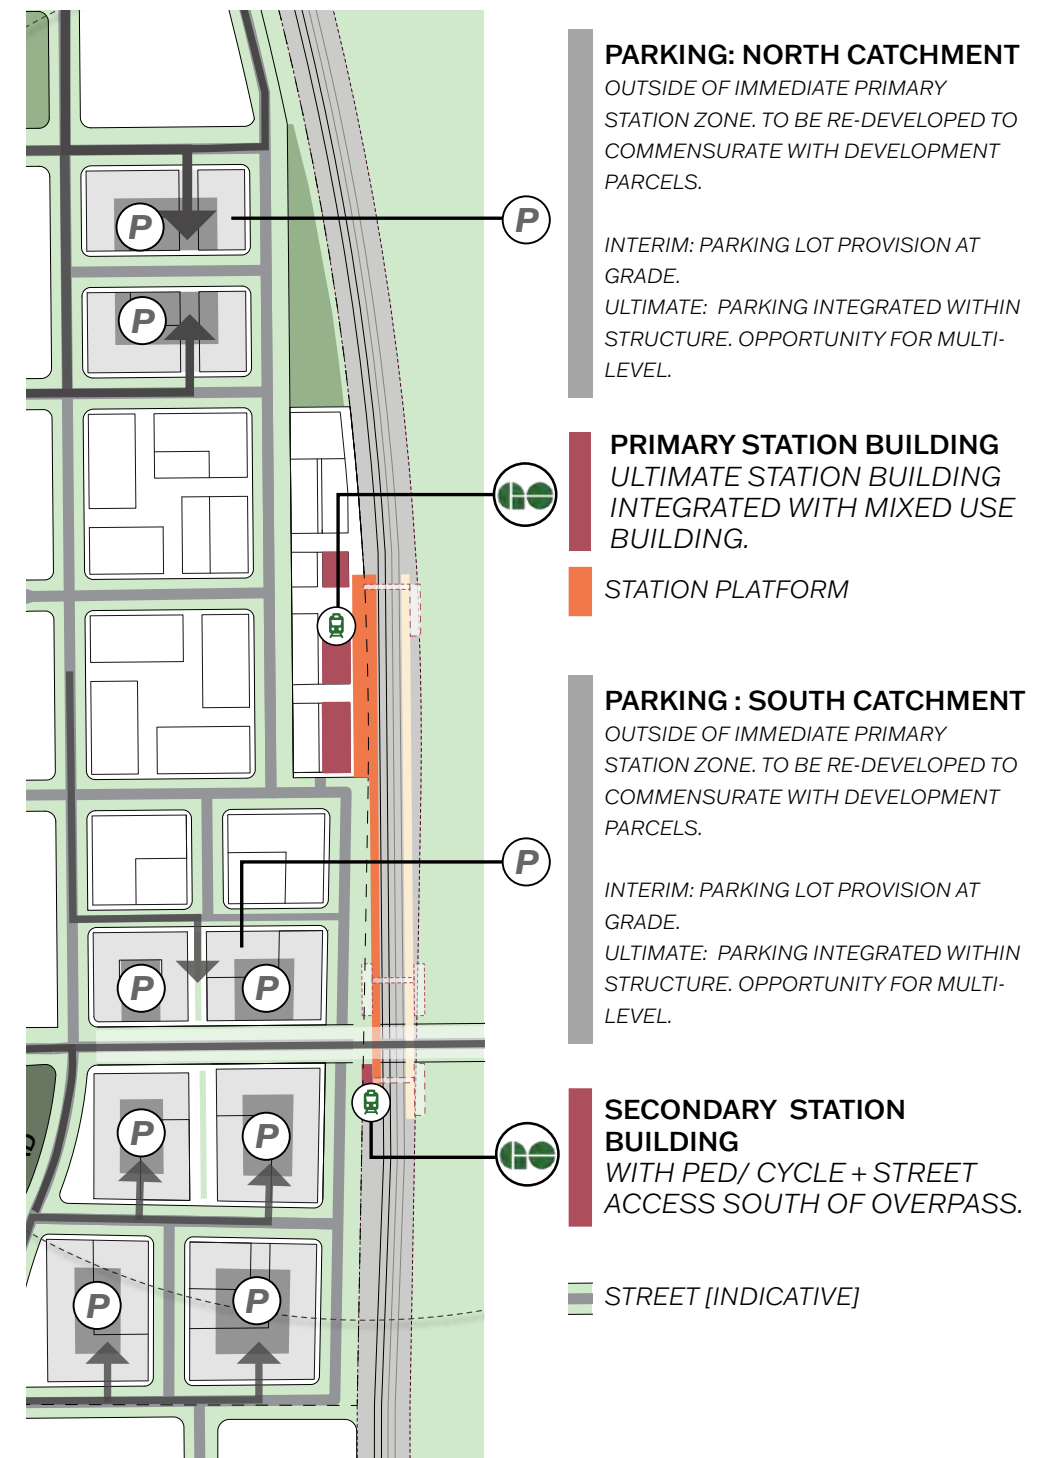 PARKING: NORTH CATCHMENT
OUTSIDE OF IMMEDIATE PRIMARY
STATION ZONE. TO BE RE-DEVELOPED TO
COMMENSURATE WITH DEVELOPMENT
PARCELS.
INTERIM: PARKING LOT PROVISION AT
GRADE.
ULTIMATE: PARKING INTEGRATED WITHIN
STRUCTURE. OPPORTUNITY FOR MULTI-
LEVEL.
P
P
P
PRIMARY STATION BUILDING
ULTIMATE STATION BUILDING
INTEGRATED WITH MIXED USE
BUILDING.
GO
STATION PLATFORM
PARKING : SOUTH CATCHMENT
OUTSIDE OF IMMEDIATE PRIMARY
STATION ZONE. TO BE RE-DEVELOPED TO
COMMENSURATE WITH DEVELOPMENT
PARCELS.
INTERIM: PARKING LOT PROVISION AT
GRADE.
ULTIMATE: PARKING INTEGRATED WITHIN
STRUCTURE. OPPORTUNITY FOR MULTI-
LEVEL.
P
P
P
P
P
P
P
SECONDARY STATION
BUILDING
WITH PED/ CYCLE + STREET
ACCESS SOUTH OF OVERPASS.
GO
STREET [INDICATIVE]